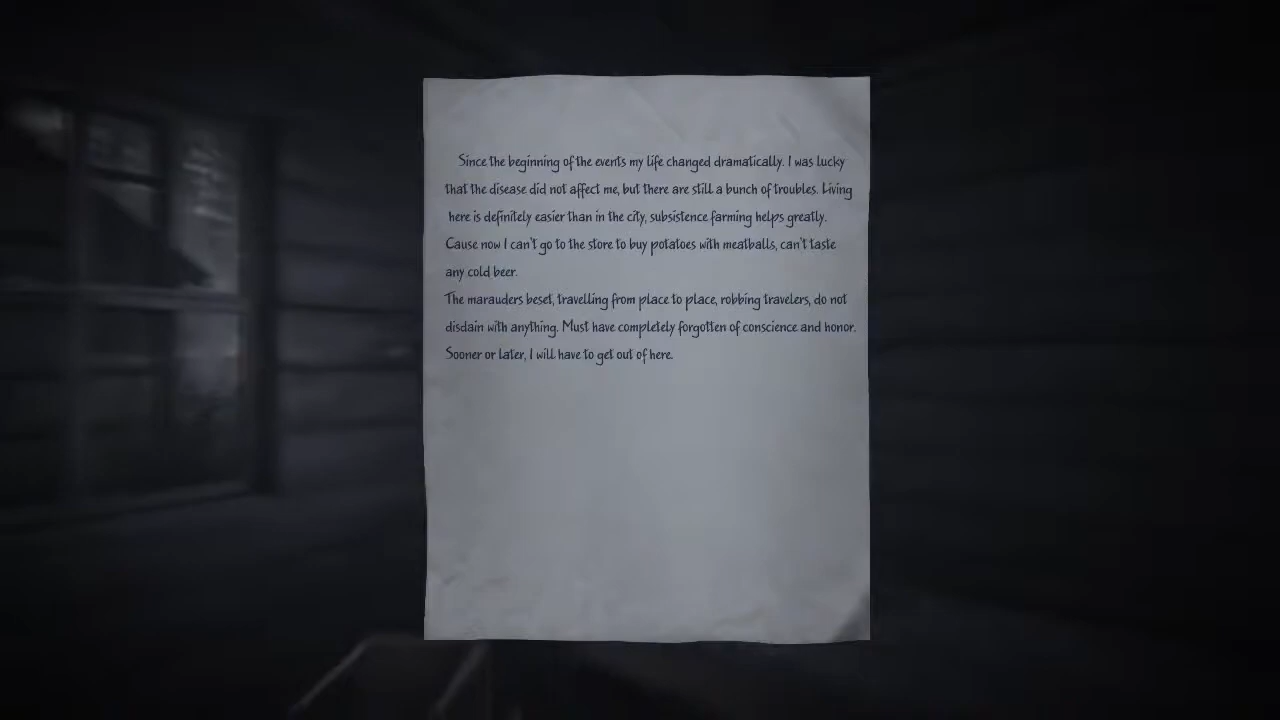 Since the beginning of the events my life changed dramatically. I was lucky
that the disease did not affect me, but there are still a bunch of troubles. Living
here is definitely easier than in the city, subsistence farming helps greatly.
Cause now I can't go to the store to buy potatoes with meatballs, can't taste
any cold beer.
The marauders beset, travelling from place to place, robbing travelers, do not
disdain with anything. Must have completely forgotten of conscience and honor.
Sooner or later, I will have to get out of here.